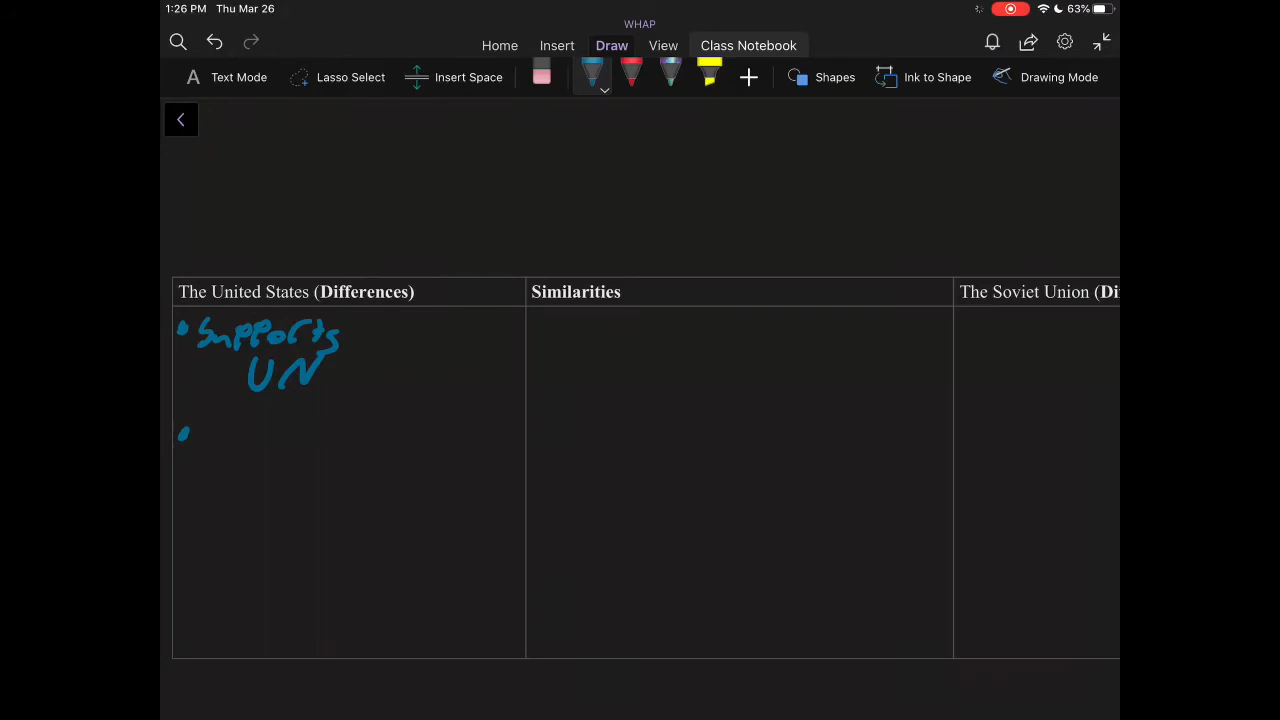 1:26 PM Thu Mar 26
63%
WHAP
Home Insert Draw View Class Notebook
Text Mode Lasso Select Insert Space Shapes Ink to Shape Drawing Mode
The United States (Differences) Similarities The Soviet Union (Di
• Supports
UN
•